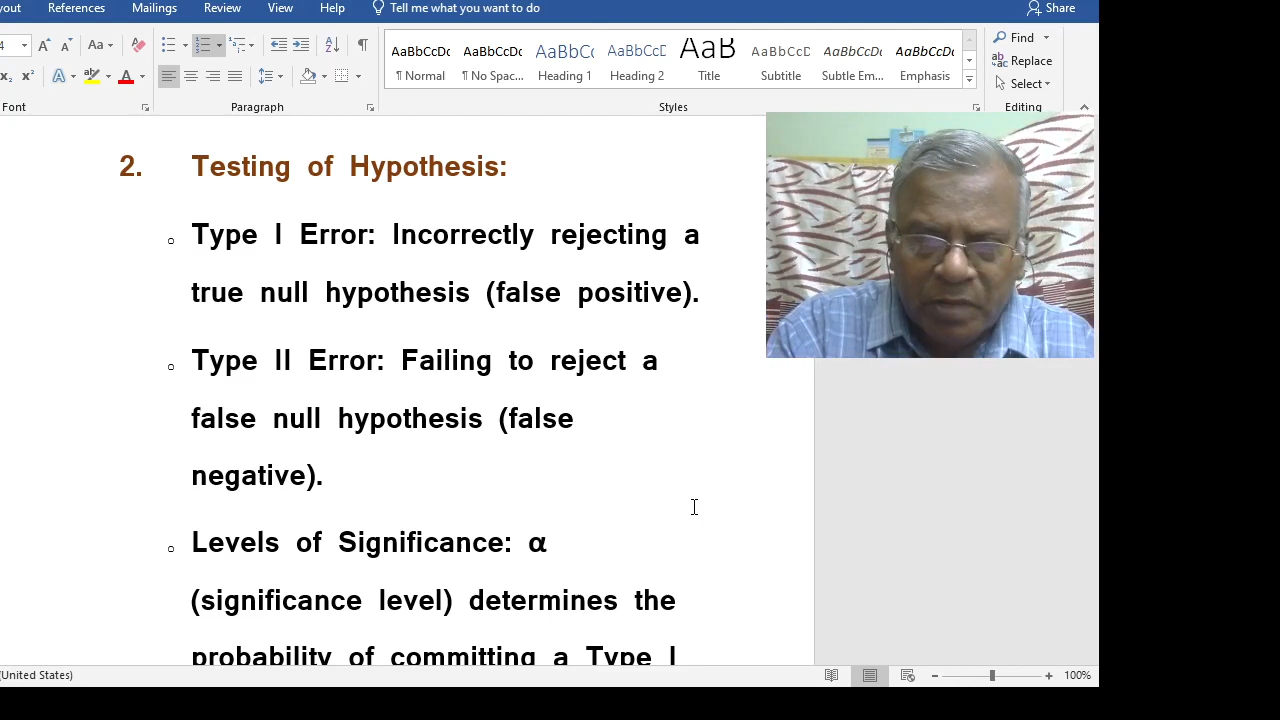 yout References Mailings Review View Help Tell me what you want to do Share
4 Aa
¶ Normal ¶ No Spac... Heading 1 Heading 2 Title Subtitle Subtle Em... Emphasis
AaBbCcDc AaBbCcDc AaBbCc AaBbCcD AaB AaBbCcD AaBbCcDc AaBbCcDc
Find
Replace
Select
Font Paragraph Styles Editing
2. Testing of Hypothesis:
Type I Error: Incorrectly rejecting a
true null hypothesis (false positive).
Type II Error: Failing to reject a
false null hypothesis (false
negative).
Levels of Significance: α
(significance level) determines the
probability of committing a Type I
(United States) 100%